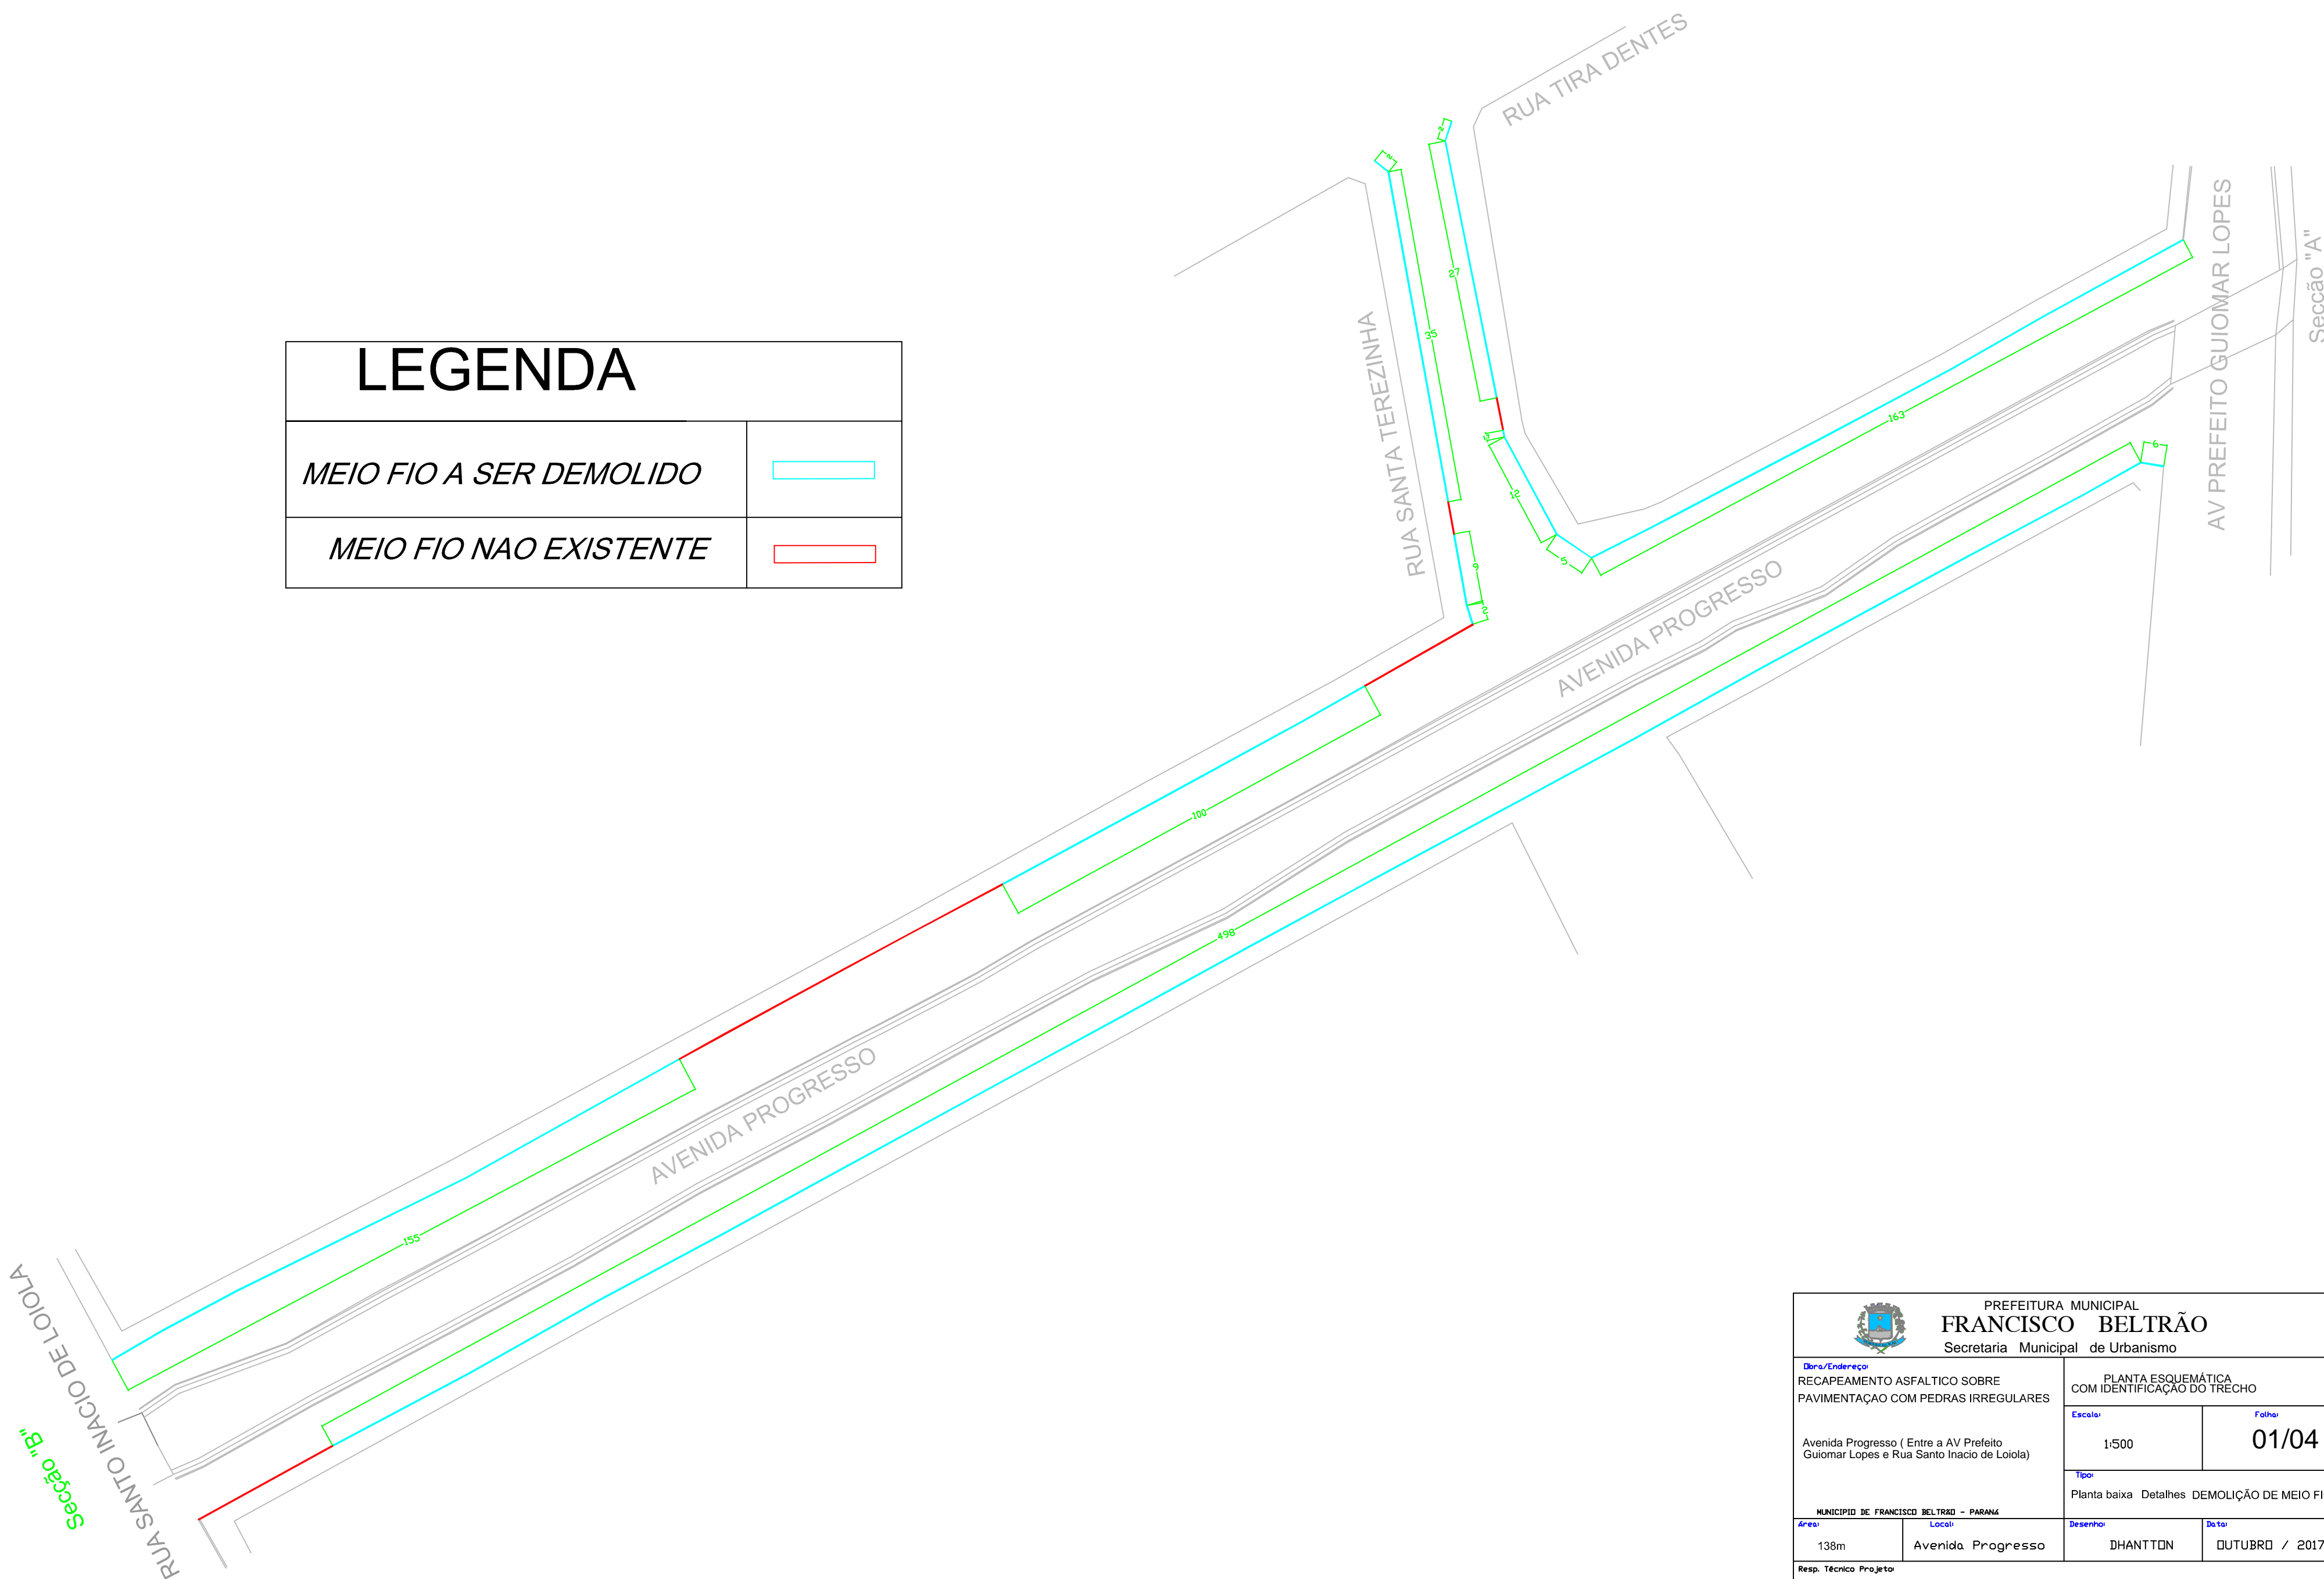 RUA TIRA DENTES
2
2
27
35
RUA SANTA TEREZINHA
AV PREFEITO GUIOMAR LOPES
Secção "A"
163
6
12
5
9
2
LEGENDA
MEIO FIO A SER DEMOLIDO
MEIO FIO NAO EXISTENTE
AVENIDA PROGRESSO
100
498
AVENIDA PROGRESSO
155
RUA SANTO INACIO DE LOIOLA
Secção "B"
PREFEITURA MUNICIPAL
FRANCISCO BELTRÃO
Secretaria Municipal de Urbanismo
Obra/Endereço:
RECAPEAMENTO ASFALTICO SOBRE
PAVIMENTAÇAO COM PEDRAS IRREGULARES
Avenida Progresso ( Entre a AV Prefeito
Guiomar Lopes e Rua Santo Inacio de Loiola)
MUNICIPIO DE FRANCISCO BELTRÃO - PARANÁ
PLANTA ESQUEMÁTICA
COM IDENTIFICAÇÃO DO TRECHO
Escala:
1:500
Folha:
01/04
Tipo:
Planta baixa Detalhes DEMOLIÇÃO DE MEIO FI
Área:
138m
Local:
Avenida Progresso
Desenho:
DHANTTON
Data:
OUTUBRO / 2017
Resp. Técnico Projeto: